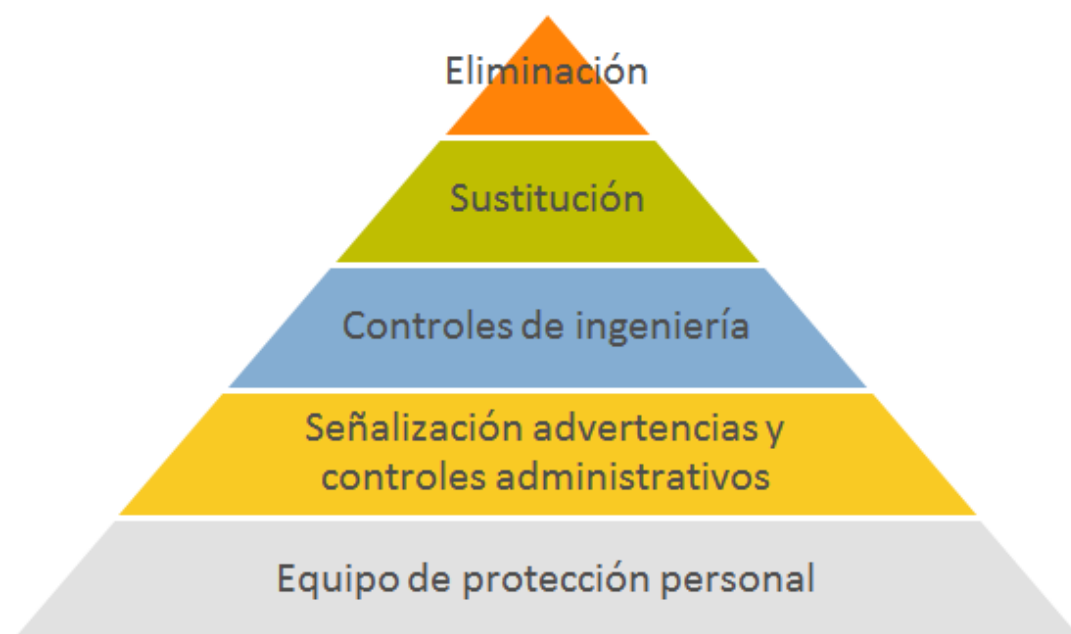 Eliminación
Sustitución
Controles de ingeniería
Señalización advertencias y
controles administrativos
Equipo de protección personal